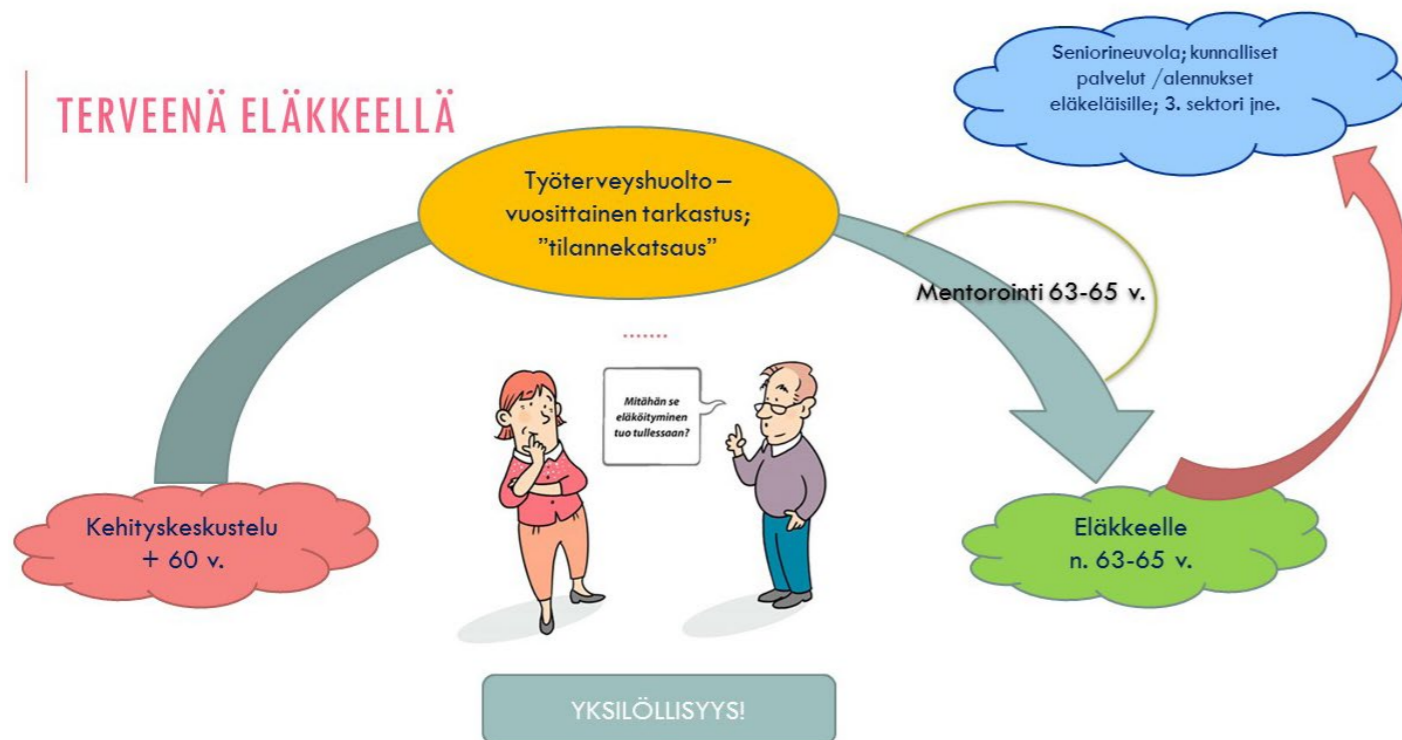 TERVEENÄ ELÄKKEELLÄ
Seniorineuvola; kunnalliset
palvelut /alennukset
eläkeläisille; 3. sektori jne.
Työterveyshuolto –
vuosittainen tarkastus;
”tilannekatsaus”
Mentorointi 63-65 v.
.......
Mitähän se
eläköityminen
tuo tullessaan?
Kehityskeskustelu
+ 60 v.
Eläkkeelle
n. 63-65 v.
YKSILÖLLISYYS!